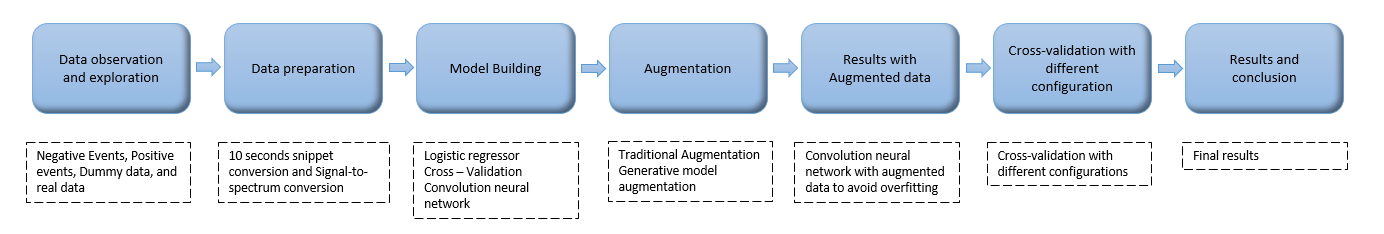 Data observation
and exploration
Data preparation
Model Building
Augmentation
Results with
Augmented data
Cross-validation with
different
configuration
Results and
conclusion
Negative Events, Positive
events, Dummy data, and
real data
10 seconds snippet
conversion and Signal-to-
spectrum conversion
Logistic regressor
Cross – Validation
Convolution neural
network
Traditional Augmentation
Generative model
augmentation
Convolution neural
network with augmented
data to avoid overfitting
Cross-validation with
different configurations
Final results